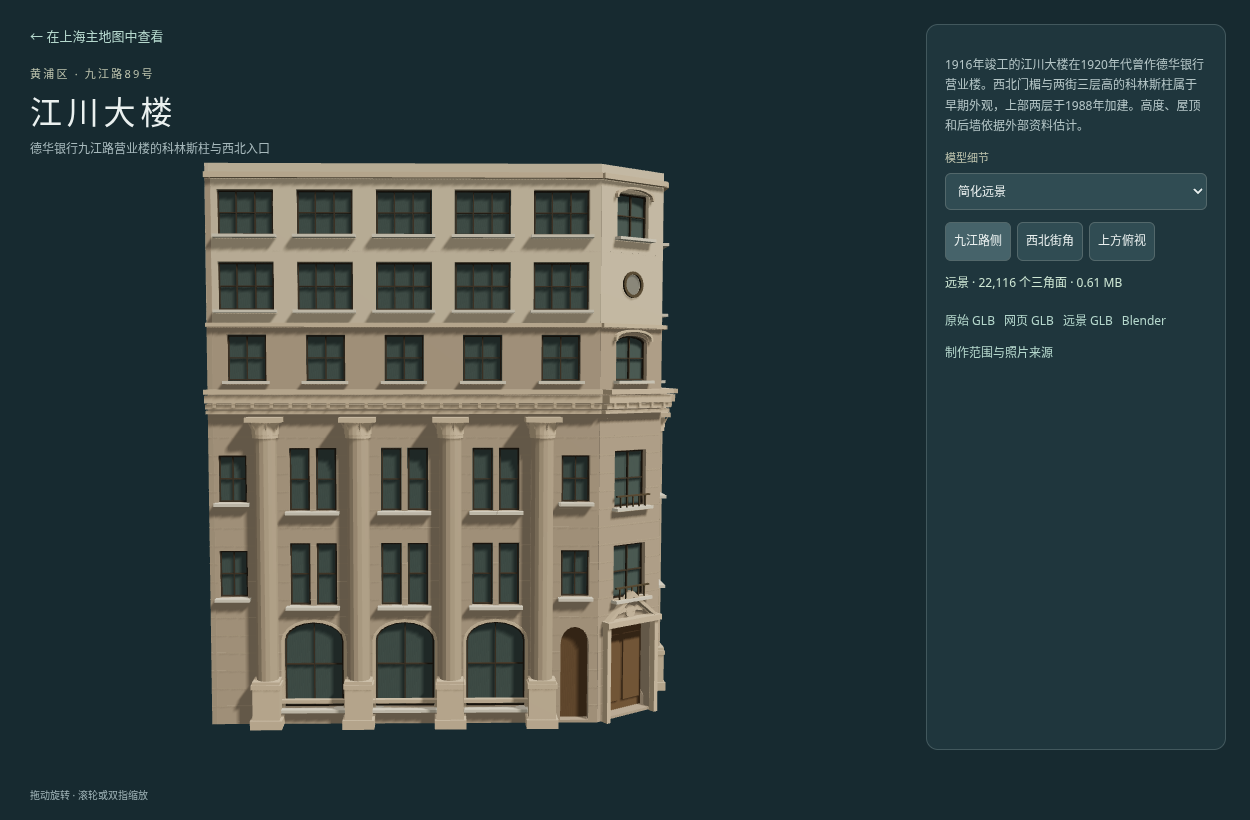 ← 在上海主地图中查看
黄浦区 · 九江路89号
江川大楼
德华银行九江路营业楼的科林斯柱与西北入口
1916年竣工的江川大楼在1920年代曾作德华银行
营业楼。西北门楣与两街三层高的科林斯柱属于
早期外观，上部两层于1988年加建。高度、屋顶
和后墙依据外部资料估计。
模型细节
简化远景
九江路侧 西北街角 上方俯视
远景 · 22,116 个三角面 · 0.61 MB
原始 GLB 网页 GLB 远景 GLB Blender
制作范围与照片来源
拖动旋转 · 滚轮或双指缩放